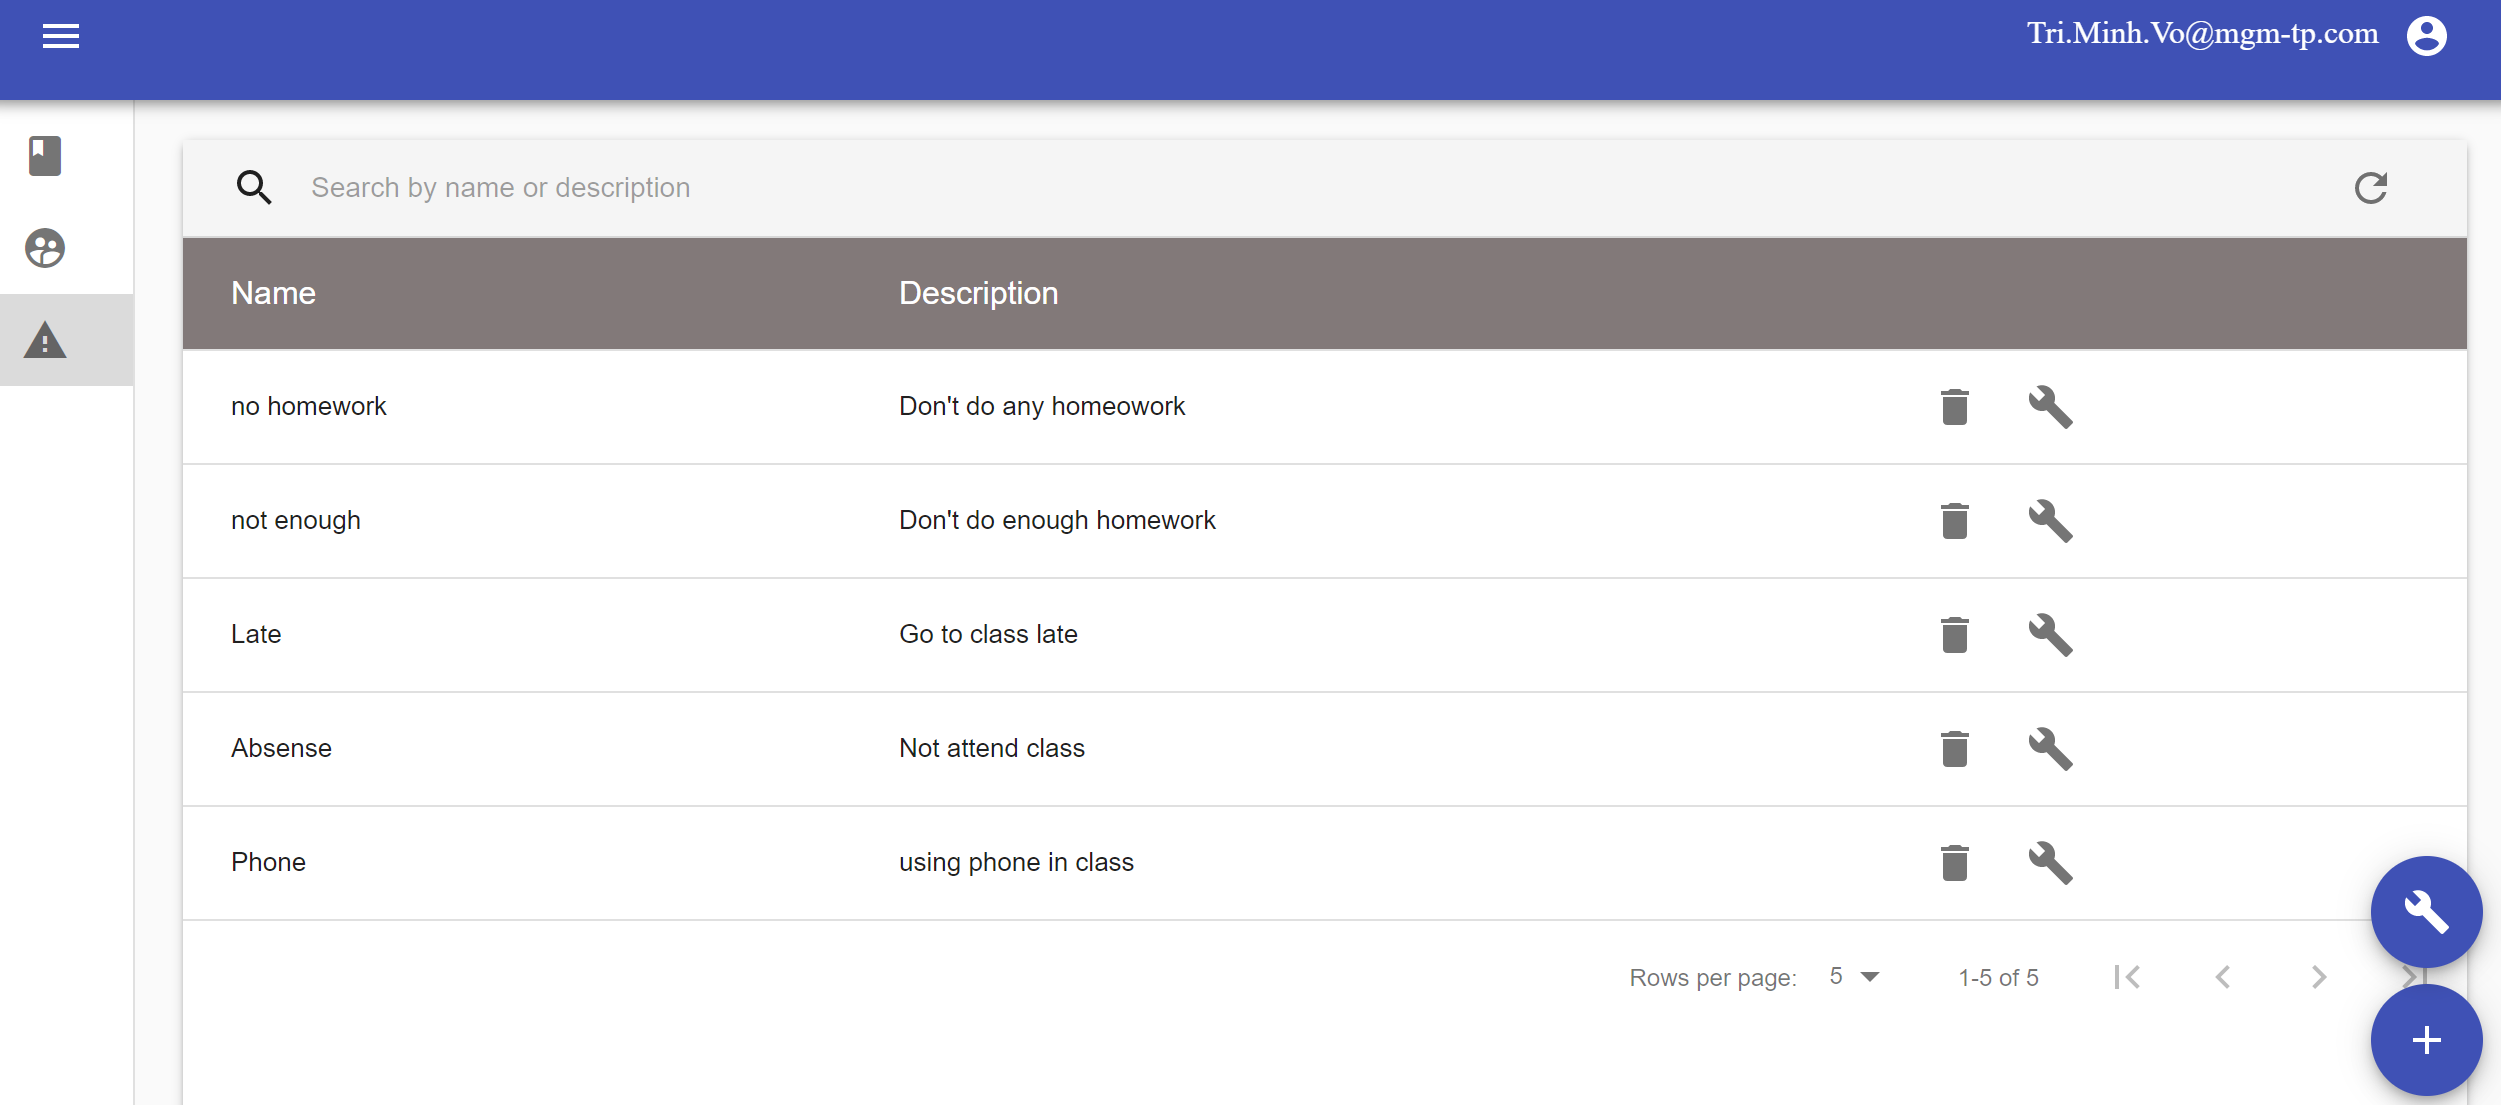 Tri.Minh.Vo@mgm-tp.com
Search by name or description
Name Description
no homework Don't do any homeowork
not enough Don't do enough homework
Late Go to class late
Absense Not attend class
Phone using phone in class
Rows per page: 5 1-5 of 5